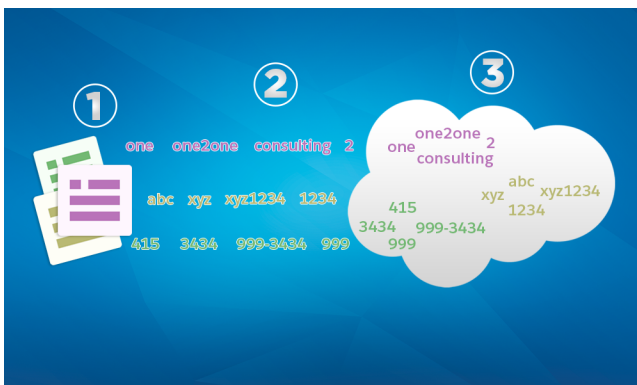 1
2
3
one one2one consulting 2
abc xyz xyz1234 1234
415 3434 999-3434 999
one2one
one 2
consulting
abc
xyz xyz1234
1234
415
3434 999-3434
999